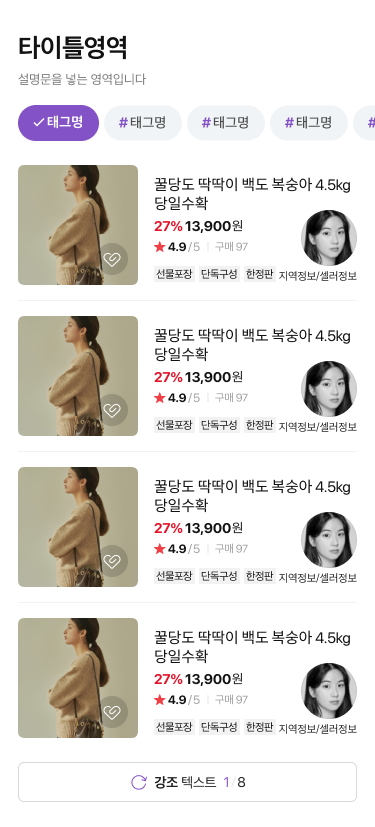 타이틀영역
설명문을 넣는 영역입니다
태그명 #태그명 #태그명 #태그명 #
꿀당도 딱딱이 백도 복숭아 4.5kg
당일수확
27% 13,900원
4.9/5 | 구매 97
선물포장 단독구성 한정판 지역정보/셀러정보
꿀당도 딱딱이 백도 복숭아 4.5kg
당일수확
27% 13,900원
4.9/5 | 구매 97
선물포장 단독구성 한정판 지역정보/셀러정보
꿀당도 딱딱이 백도 복숭아 4.5kg
당일수확
27% 13,900원
4.9/5 | 구매 97
선물포장 단독구성 한정판 지역정보/셀러정보
꿀당도 딱딱이 백도 복숭아 4.5kg
당일수확
27% 13,900원
4.9/5 | 구매 97
선물포장 단독구성 한정판 지역정보/셀러정보
강조 텍스트 1/8